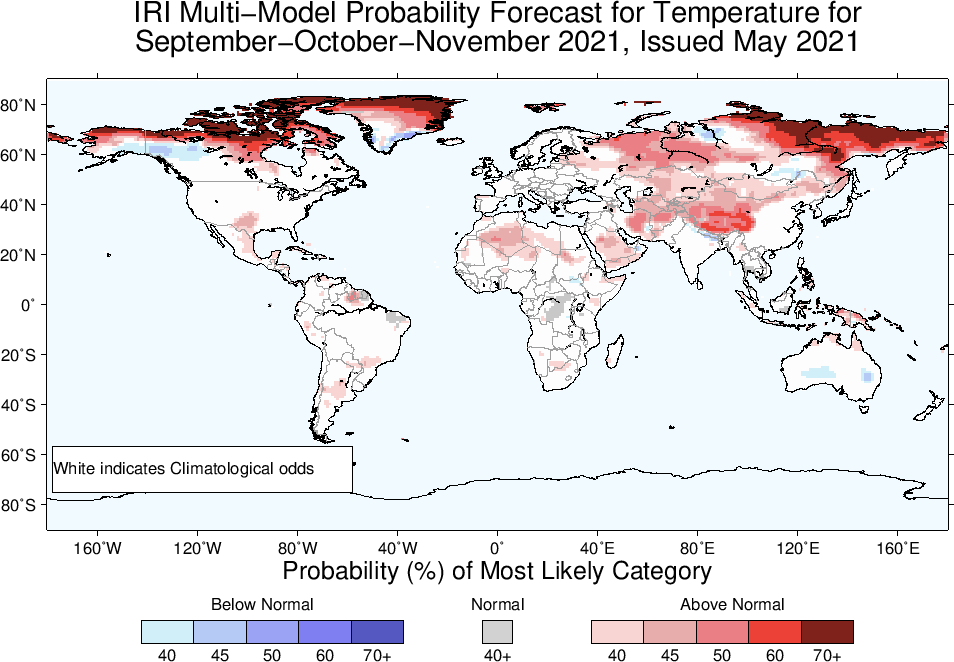 IRI Multi−Model Probability Forecast for Temperature for
September−October−November 2021, Issued May 2021
80˚N
60˚N
40˚N
20˚N
0˚
20˚S
40˚S
60˚S
80˚S
White indicates Climatological odds
160˚W 120˚W 80˚W 40˚W 0˚ 40˚E 80˚E 120˚E 160˚E
Probability (%) of Most Likely Category
Below Normal Normal Above Normal
40 45 50 60 70+ 40+ 40 45 50 60 70+